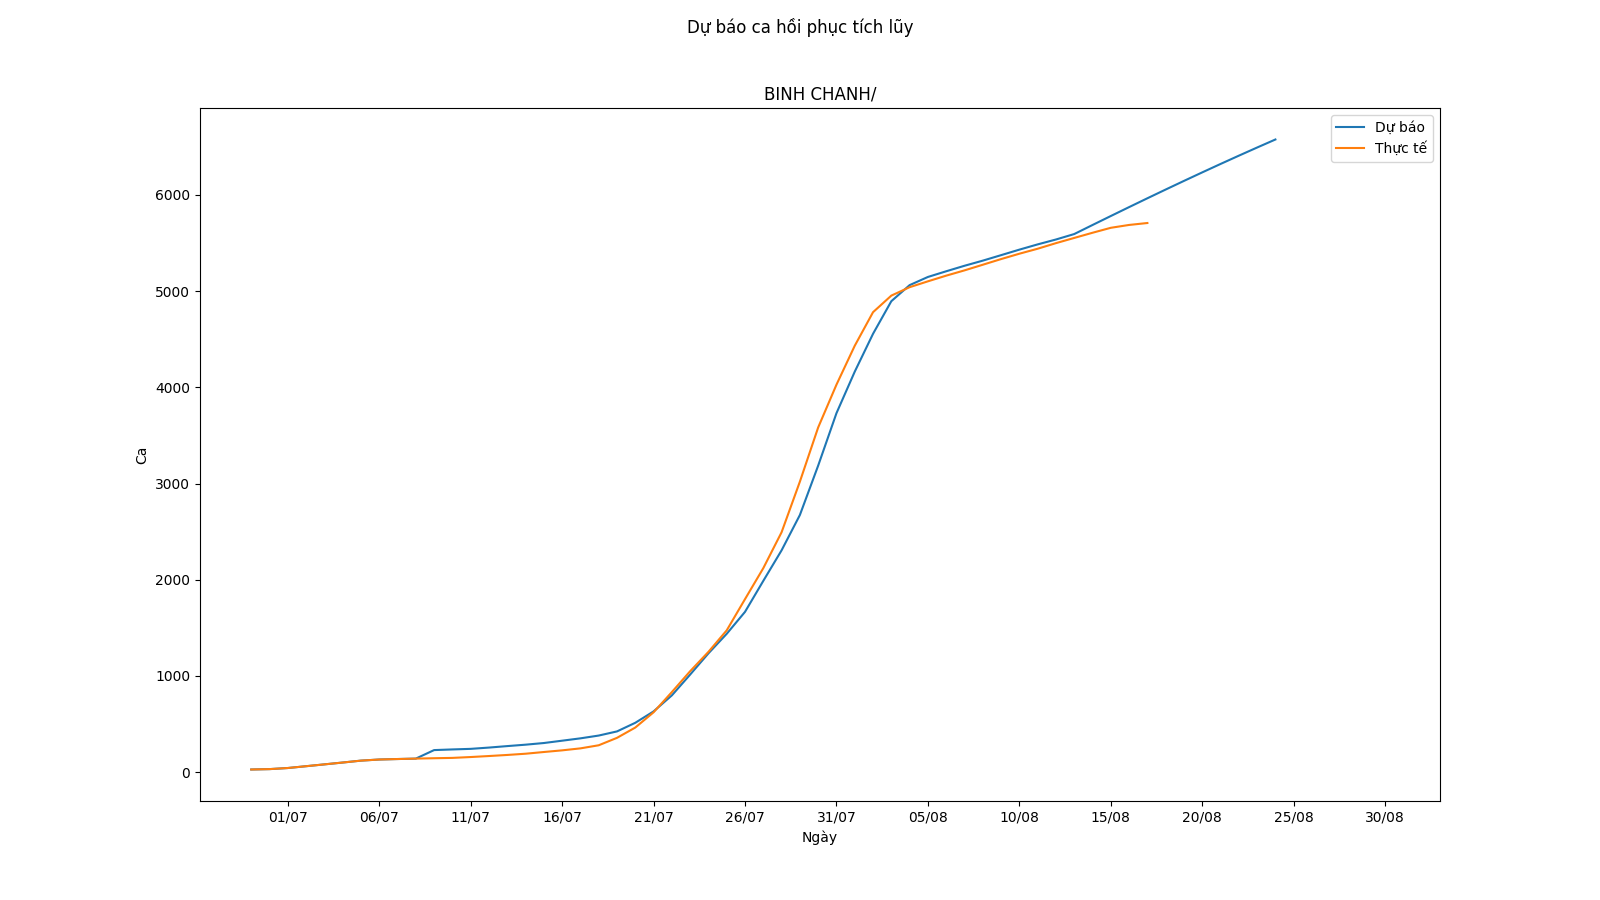 Dự báo ca hồi phục tích lũy
BINH CHANH/
Dự báo
Thực tế
6000
5000
4000
3000
2000
1000
0
Ca
01/07 06/07 11/07 16/07 21/07 26/07 31/07 05/08 10/08 15/08 20/08 25/08 30/08
Ngày